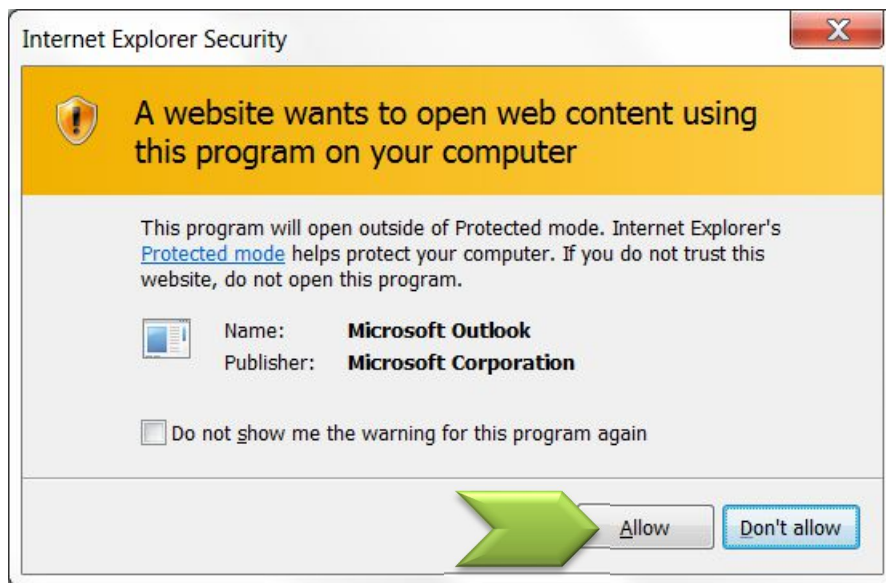 Internet Explorer Security
A website wants to open web content using
this program on your computer
This program will open outside of Protected mode. Internet Explorer's
Protected mode helps protect your computer. If you do not trust this
website, do not open this program.
Name: Microsoft Outlook
Publisher: Microsoft Corporation
Do not show me the warning for this program again
Allow Don't allow